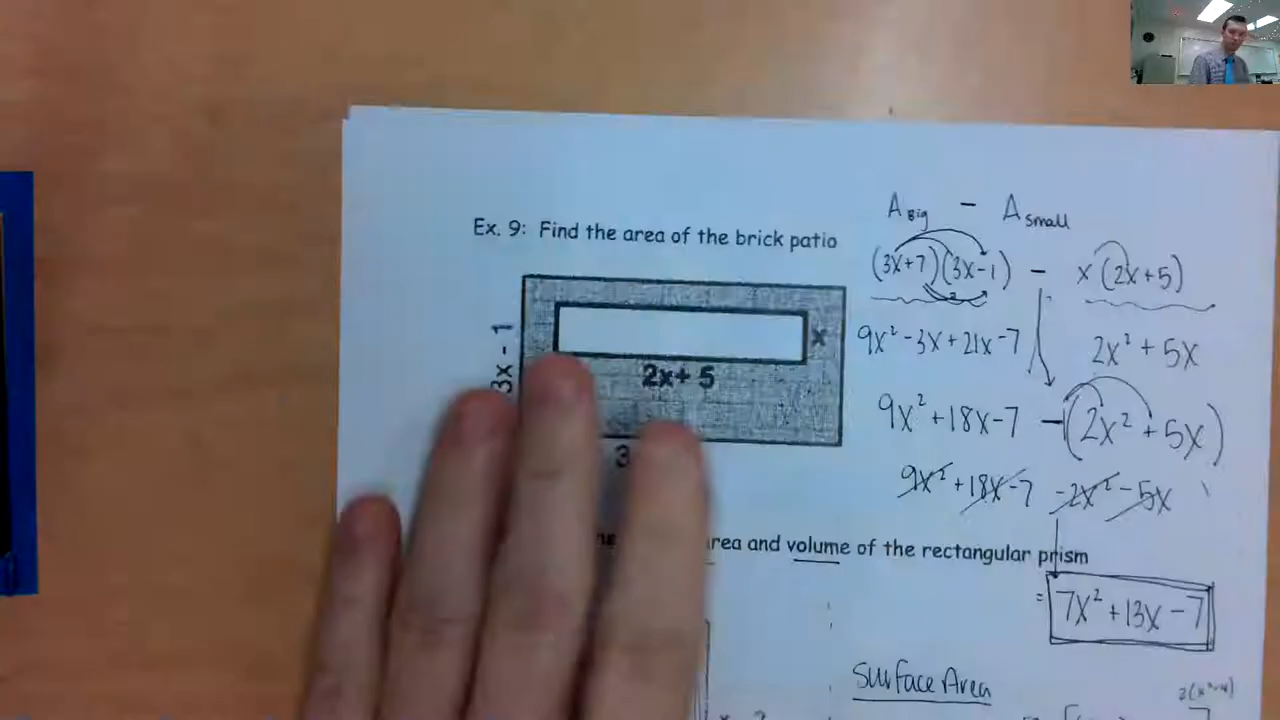 A Big - A small
Ex. 9: Find the area of the brick patio
(3x+7)(3x-1) - x(2x+5)
3x - 1
x
9x² -3x+21x-7 2x² + 5x
2x+ 5
9x² +18x-7 -(2x² +5x)
3
9x² +18x-7 -2x² -5x
and volume of the rectangular prism
= 7x² +13x -7
Surface Area